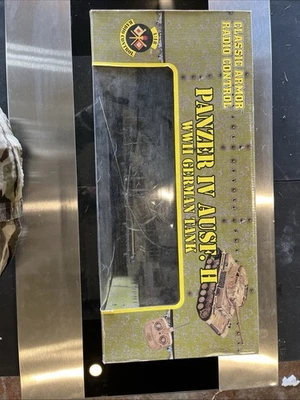 CLASSIC ARMOR
RADIO CONTROL
PANZER IV AUSF. H
WWII GERMAN TANK